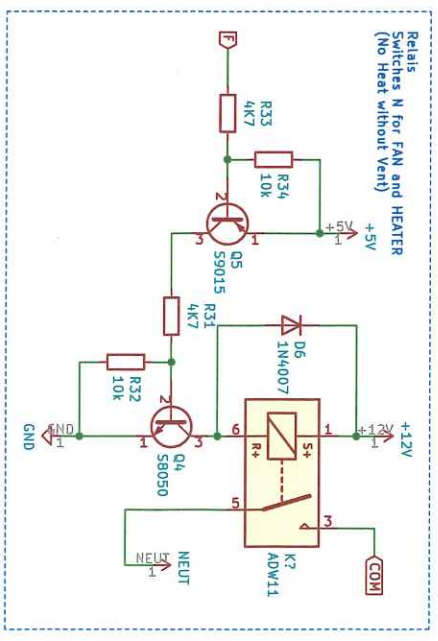 Relais
Switches N for FAN and HEATER
(No Heat without Vent)
F
R33
4K7
R34
10k
2
3
1
Q5
S9015
+5V
1
+5V
R31
4K7
R32
10k
2
1
3
Q4
S8050
GND
1
GND
D6
1N4007
6
R+
1
S+
+12V
1
+12V
5
3
K?
ADW11
NEUT
1
NEUT
COM